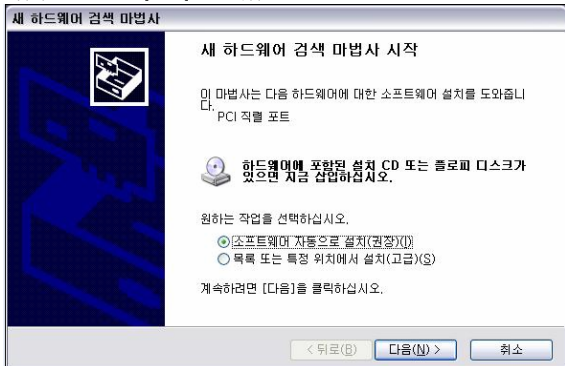 새 하드웨어 검색 마법사
새 하드웨어 검색 마법사 시작
이 마법사는 다음 하드웨어에 대한 소프트웨어 설치를 도와줍니
다.
PCI 직렬 포트
하드웨어에 포함된 설치 CD 또는 플로피 디스크가
있으면 지금 삽입하십시오.
원하는 작업을 선택하십시오.
소프트웨어 자동으로 설치(권장)(I)
목록 또는 특정 위치에서 설치(고급)(S)
계속하려면 [다음]을 클릭하십시오.
< 뒤로(B) 다음(N) > 취소